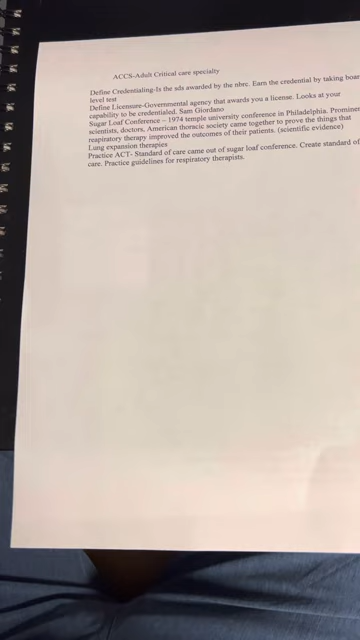 ACCS-Adult Critical care specialty
Define Credentialing-Is the sds awarded by the nbrc. Earn the credential by taking boar
level test
Define Licensure-Governmental agency that awards you a license. Looks at your
capability to be credentialed. Sam Giordano
Sugar Loaf Conference – 1974 temple university conference in Philadelphia. Prominen
scientists, doctors, American thoracic society came together to prove the things that
respiratory therapy improved the outcomes of their patients. (scientific evidence)
Lung expansion therapies
Practice ACT- Standard of care came out of sugar loaf conference. Create standard of
care. Practice guidelines for respiratory therapists.